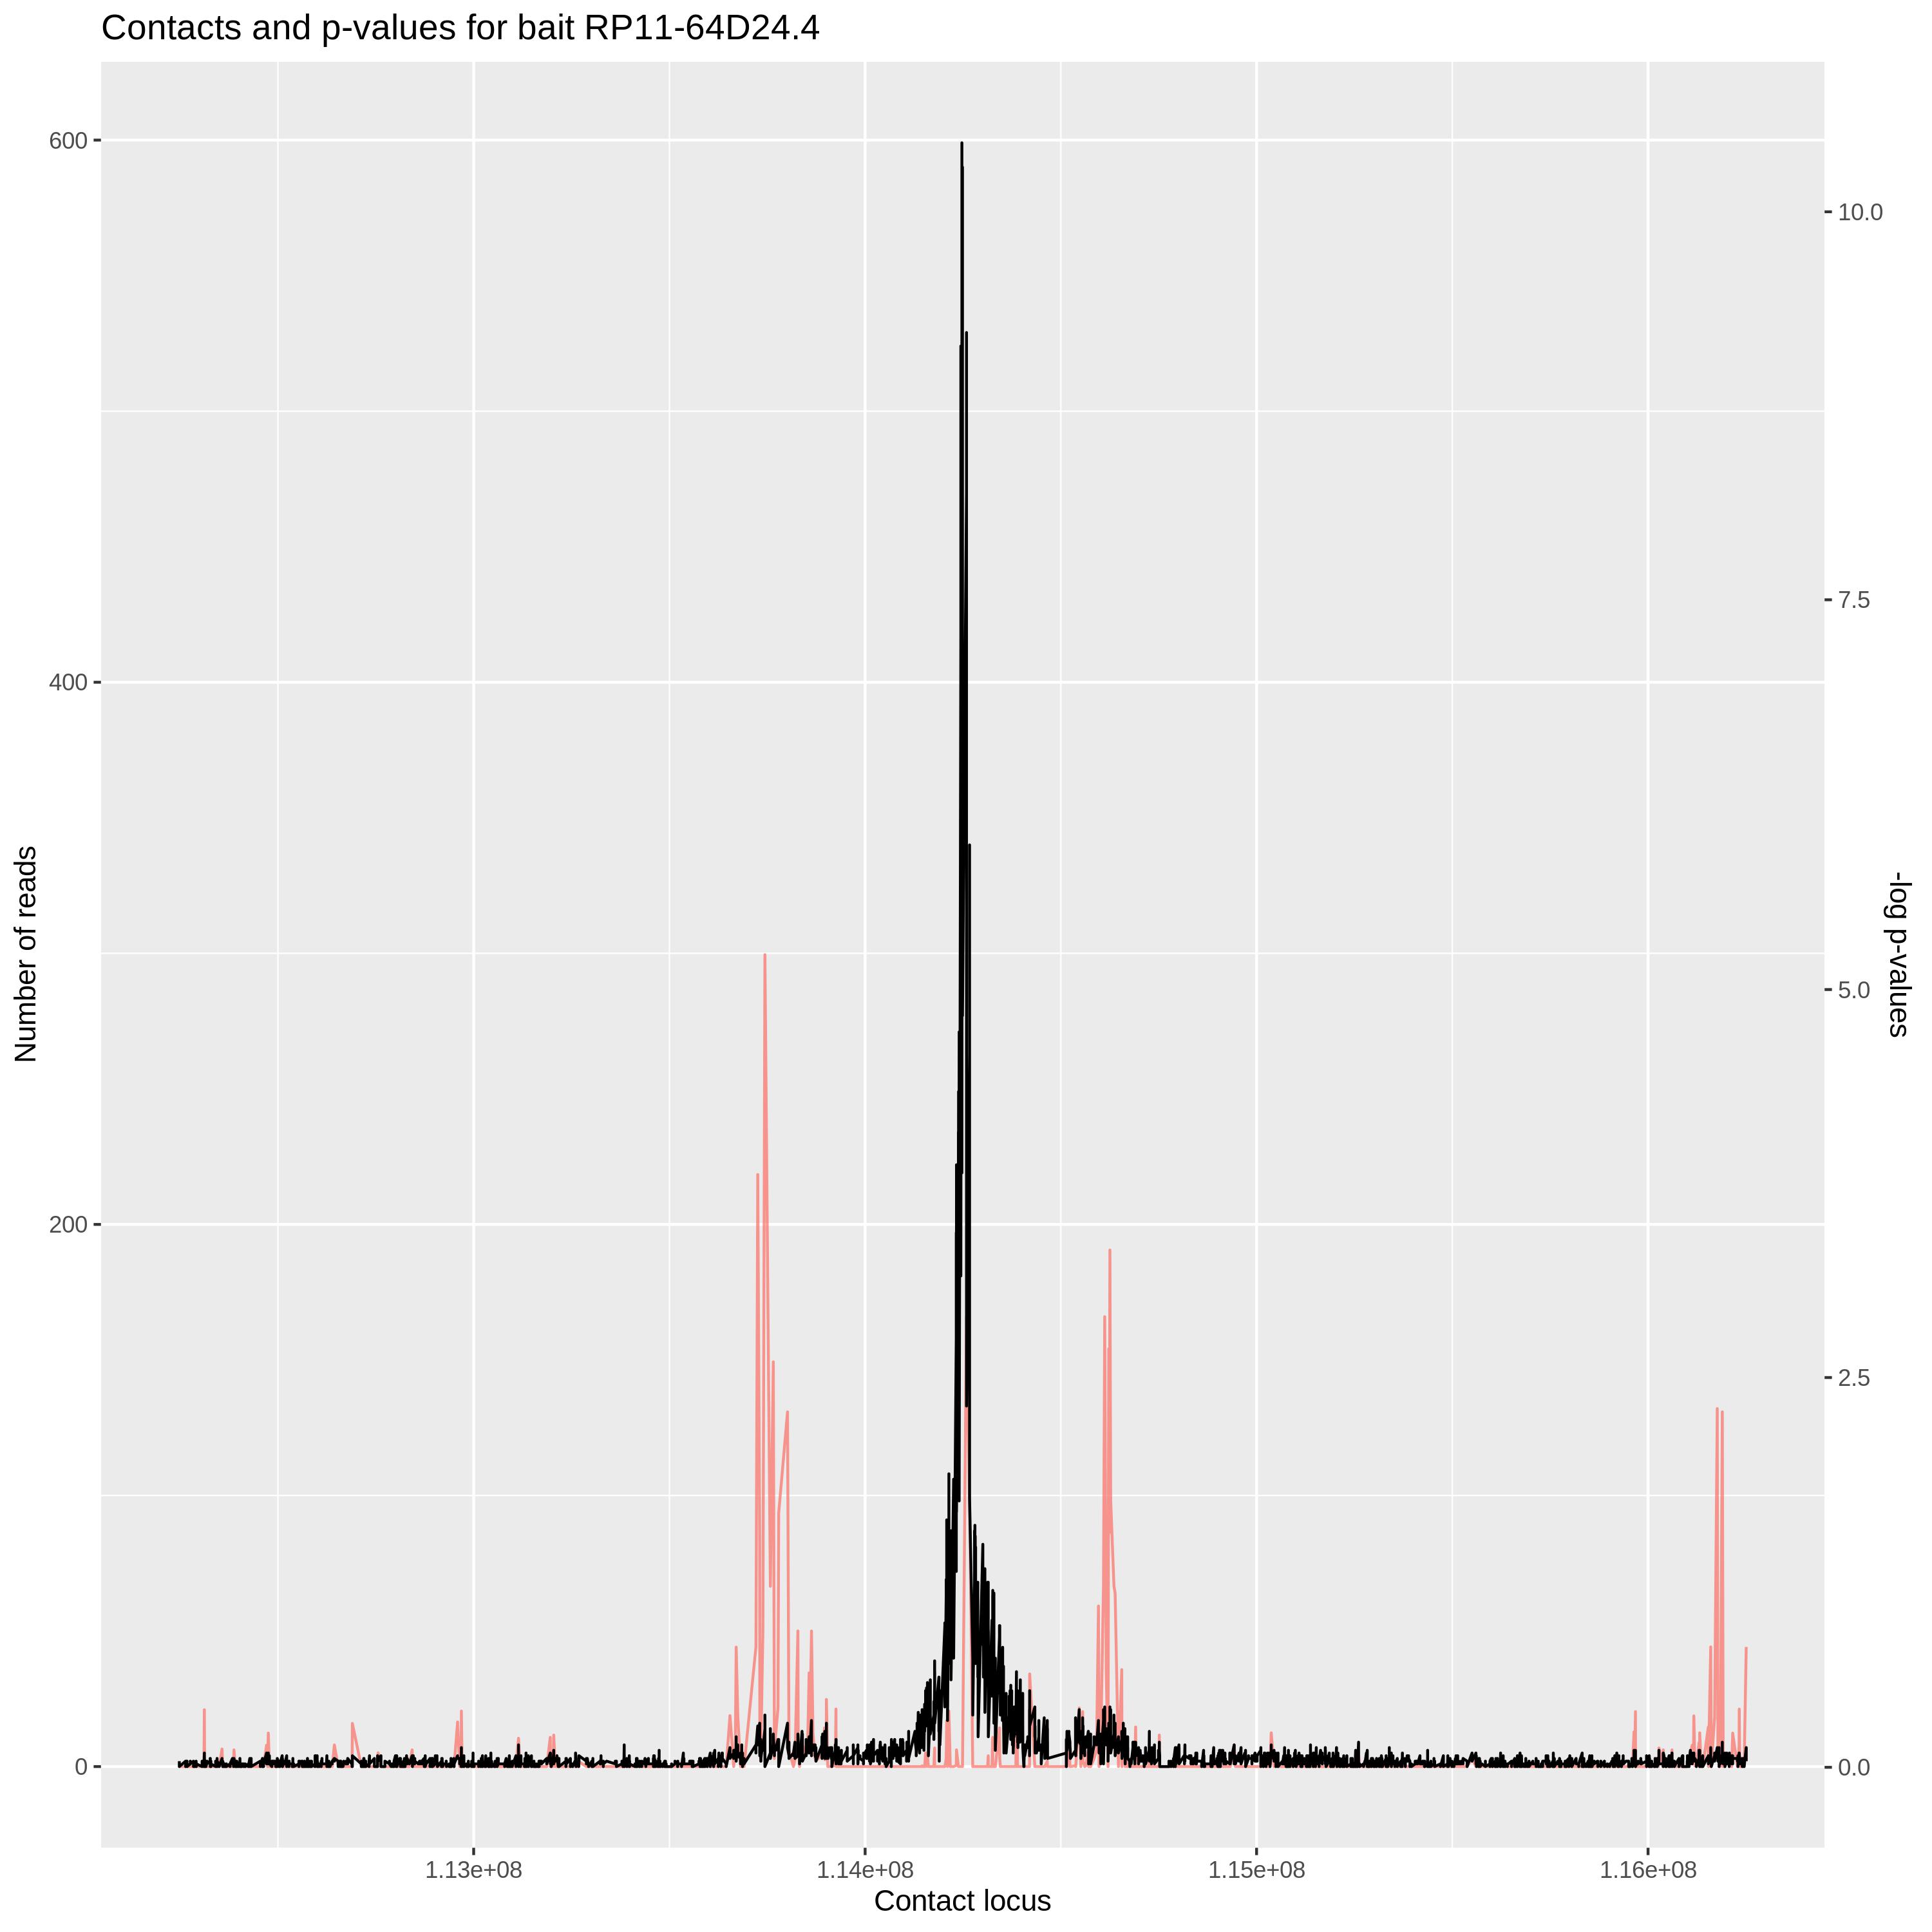 Contacts and p-values for bait RP11-64D24.4
600
400
200
0
Number of reads
10.0
7.5
5.0
2.5
0.0
-log p-values
1.13e+08
1.14e+08
1.15e+08
1.16e+08
Contact locus